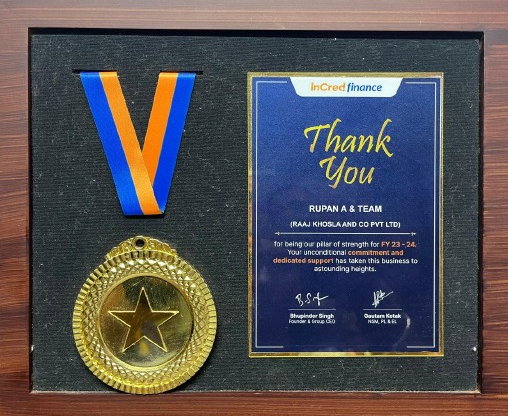 InCred finance
Thank
You
RUPAN A & TEAM
(RAAJ KHOSLA AND CO PVT LTD)
for being our pillar of strength for FY 23 - 24.
Your unconditional commitment and
dedicated support has taken this business to
astounding heights.
Bhupinder Singh
Founder & Group CEO
Gautam Kotak
NSM, PL & EL